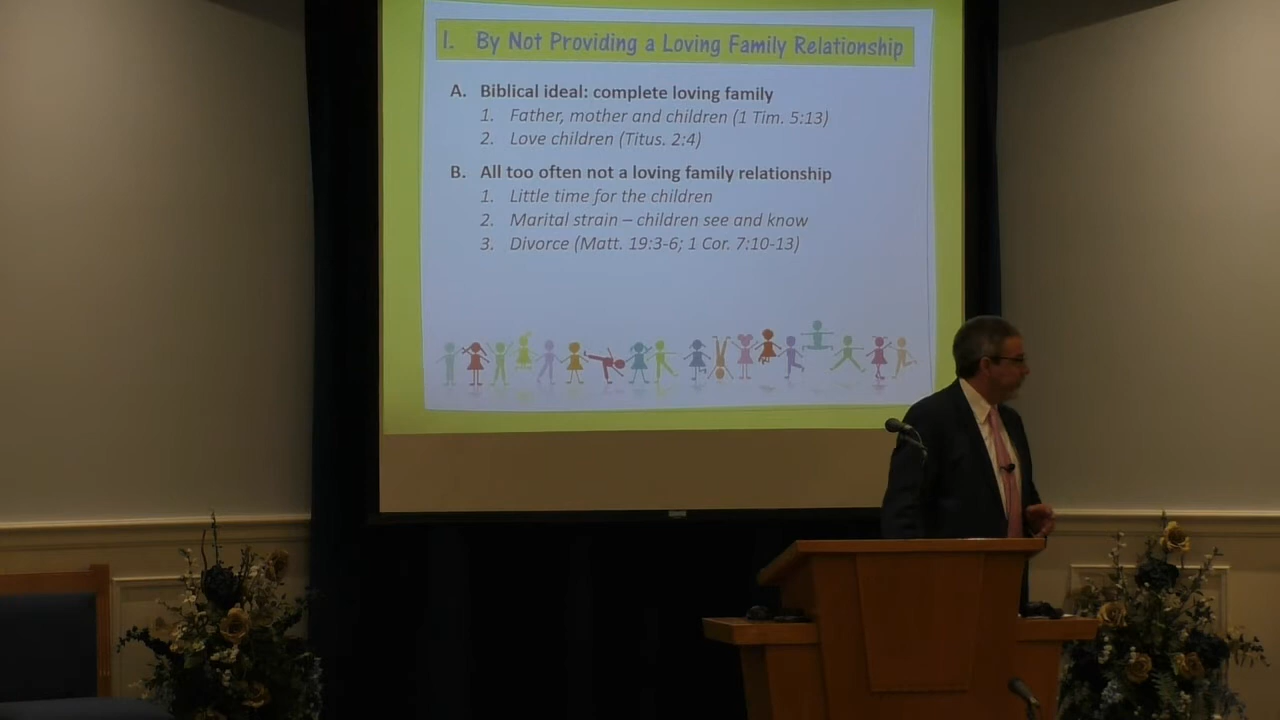 I. By Not Providing a Loving Family Relationship
A. Biblical ideal: complete loving family
1. Father, mother and children (1 Tim. 5:13)
2. Love children (Titus. 2:4)
B. All too often not a loving family relationship
1. Little time for the children
2. Marital strain – children see and know
3. Divorce (Matt. 19:3-6; 1 Cor. 7:10-13)